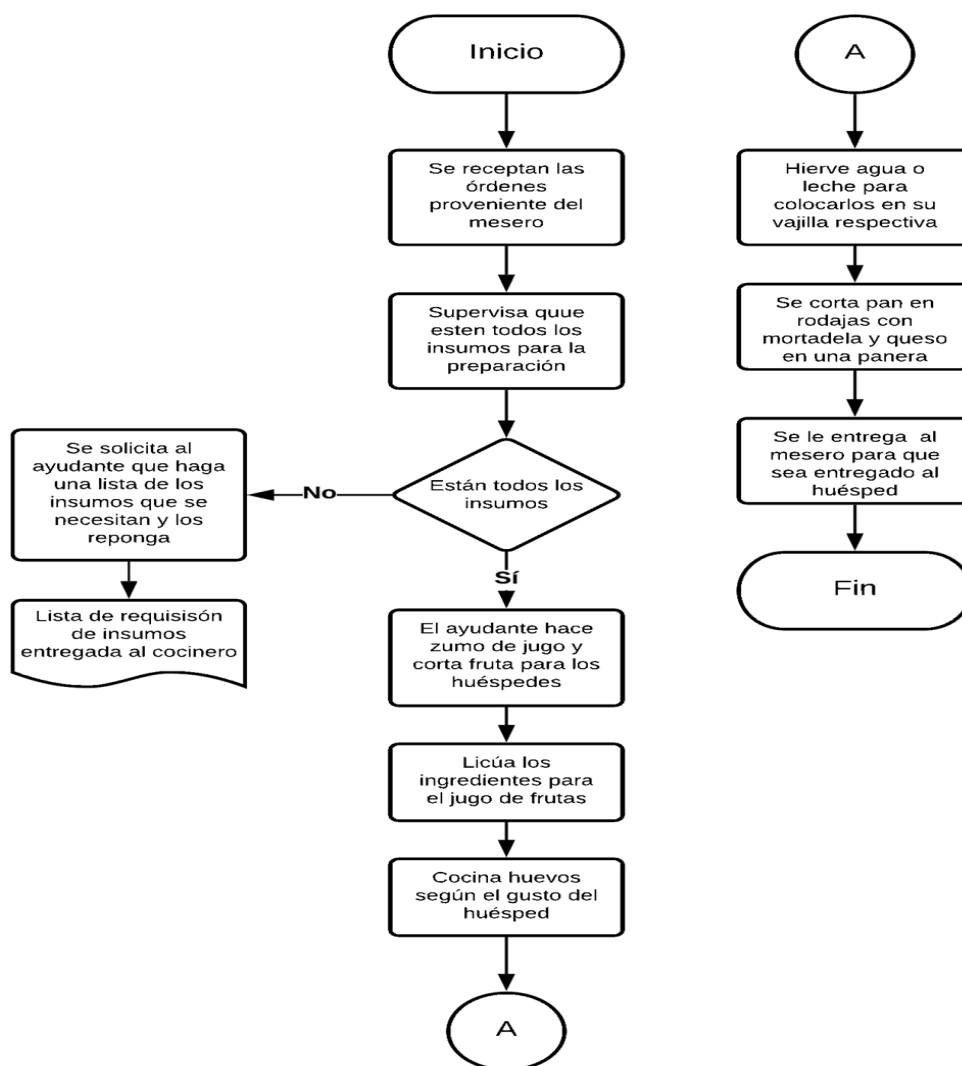 Inicio
Se receptan las
órdenes
proveniente del
mesero
Supervisa quue
esten todos los
insumos para la
preparación
Están todos los
insumos
No
Se solicita al
ayudante que haga
una lista de los
insumos que se
necesitan y los
reponga
Lista de requisisón
de insumos
entregada al cocinero
Sí
El ayudante hace
zumo de jugo y
corta fruta para los
huéspedes
Licúa los
ingredientes para
el jugo de frutas
Cocina huevos
según el gusto del
huésped
A
A
Hierve agua o
leche para
colocarlos en su
vajilla respectiva
Se corta pan en
rodajas con
mortadela y queso
en una panera
Se le entrega al
mesero para que
sea entregado al
huésped
Fin